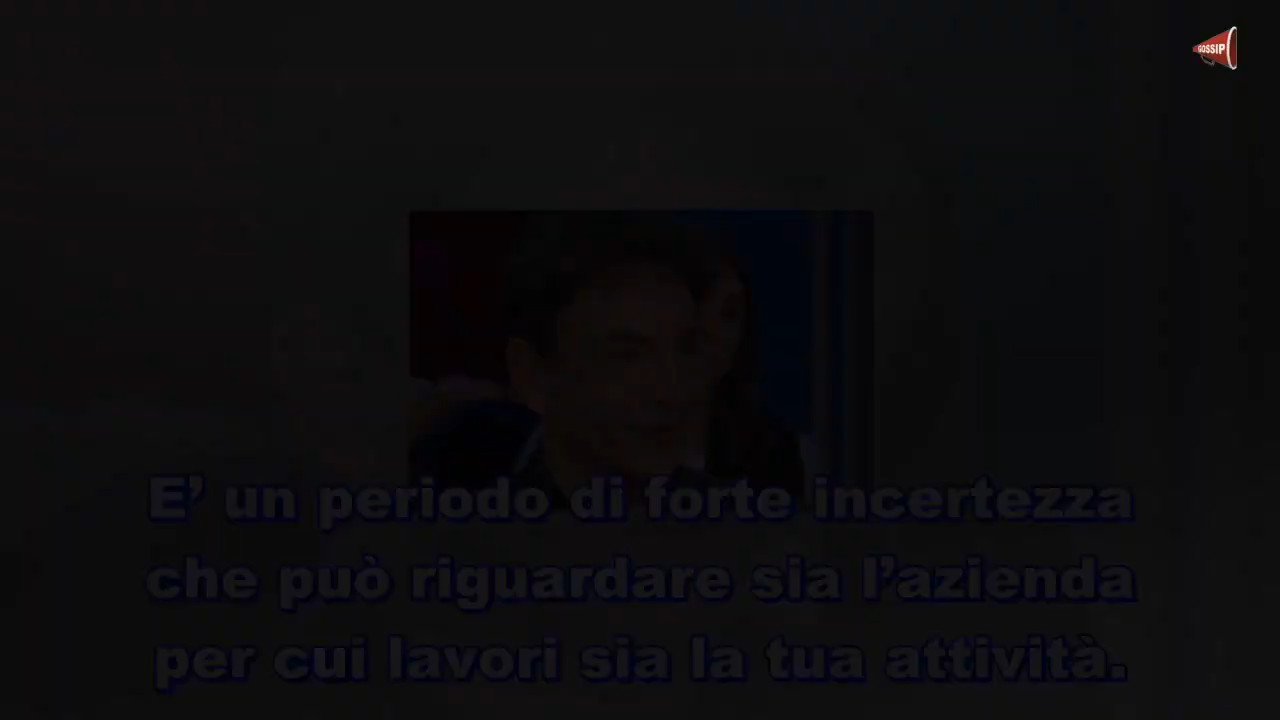 GOSSIP
E’ un periodo di forte incertezza
che può riguardare sia l’azienda
per cui lavori sia la tua attività.